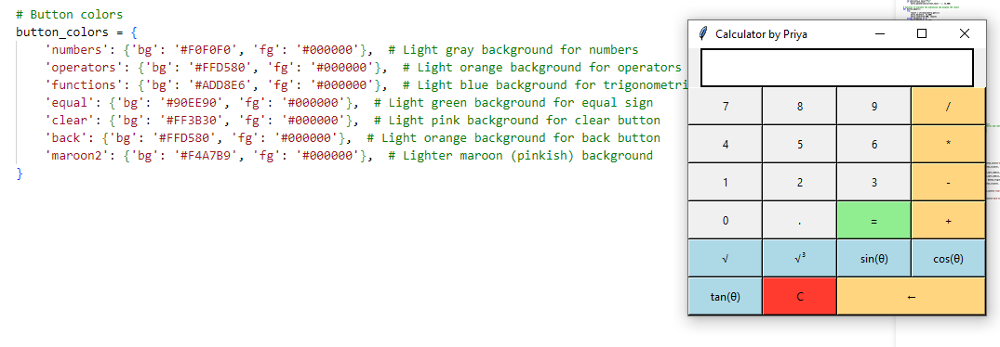 # Button colors
button_colors = {
'numbers': {'bg': '#F0F0F0', 'fg': '#000000'},  # Light gray background for numbers
'operators': {'bg': '#FFD580', 'fg': '#000000'},  # Light orange background for operators
'functions': {'bg': '#ADD8E6', 'fg': '#000000'},  # Light blue background for trigonometri
'equal': {'bg': '#90EE90', 'fg': '#000000'},  # Light green background for equal sign
'clear': {'bg': '#FF3B30', 'fg': '#000000'},  # Light pink background for clear button
'back': {'bg': '#FFD580', 'fg': '#000000'},  # Light orange background for back button
'maroon2': {'bg': '#F4A7B9', 'fg': '#000000'},  # Lighter maroon (pinkish) background
}
Calculator by Priya
7 8 9 /
4 5 6 *
1 2 3 -
0 . = +
√ √³ sin(θ) cos(θ)
tan(θ) C ←